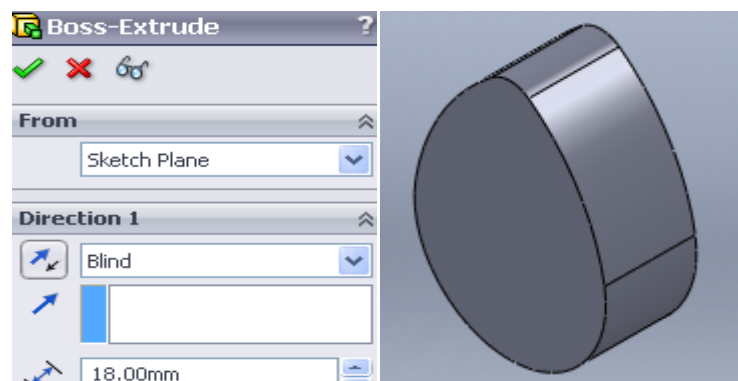 Boss-Extrude ?
From
Sketch Plane
Direction 1
Blind
18.00mm